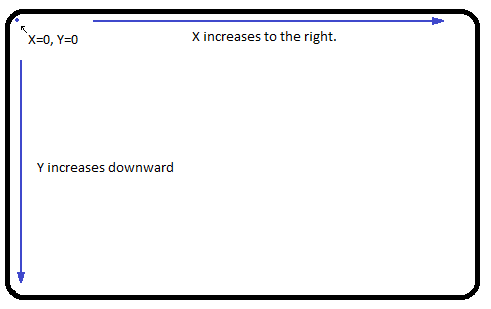 X increases to the right.
X=0, Y=0
Y increases downward